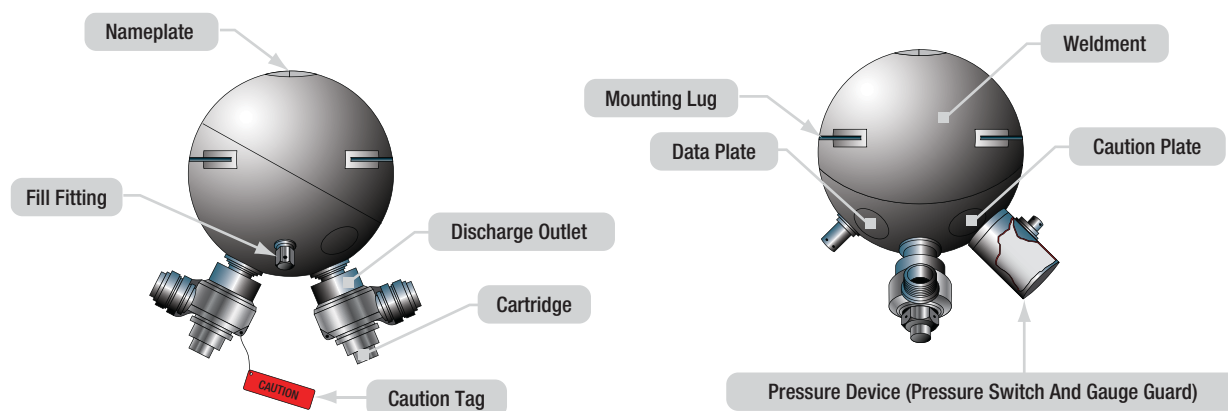 Nameplate
Fill Fitting
Discharge Outlet
Cartridge
CAUTION
Caution Tag
Weldment
Mounting Lug
Data Plate
Caution Plate
Pressure Device (Pressure Switch And Gauge Guard)